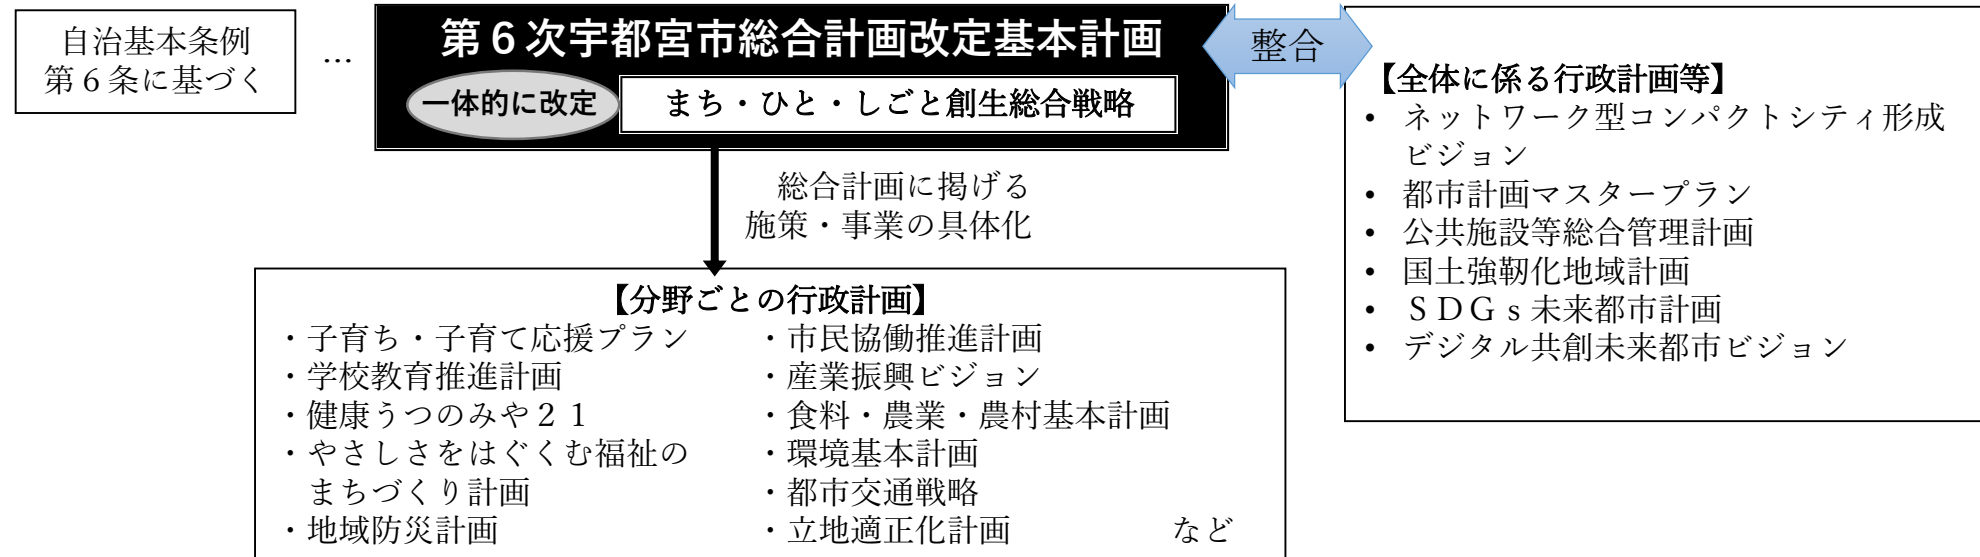 自治基本条例
第６条に基づく
…
第６次宇都宮市総合計画改定基本計画
一体的に改定
まち・ひと・しごと創生総合戦略
整合
【全体に係る行政計画等】
• ネットワーク型コンパクトシティ形成
ビジョン
• 都市計画マスタープラン
• 公共施設等総合管理計画
• 国土強靭化地域計画
• ＳＤＧｓ未来都市計画
• デジタル共創未来都市ビジョン
総合計画に掲げる
施策・事業の具体化
【分野ごとの行政計画】
・子育ち・子育て応援プラン
・学校教育推進計画
・健康うつのみや２１
・やさしさをはぐくむ福祉の
まちづくり計画
・地域防災計画
・市民協働推進計画
・産業振興ビジョン
・食料・農業・農村基本計画
・環境基本計画
・都市交通戦略
・立地適正化計画
など